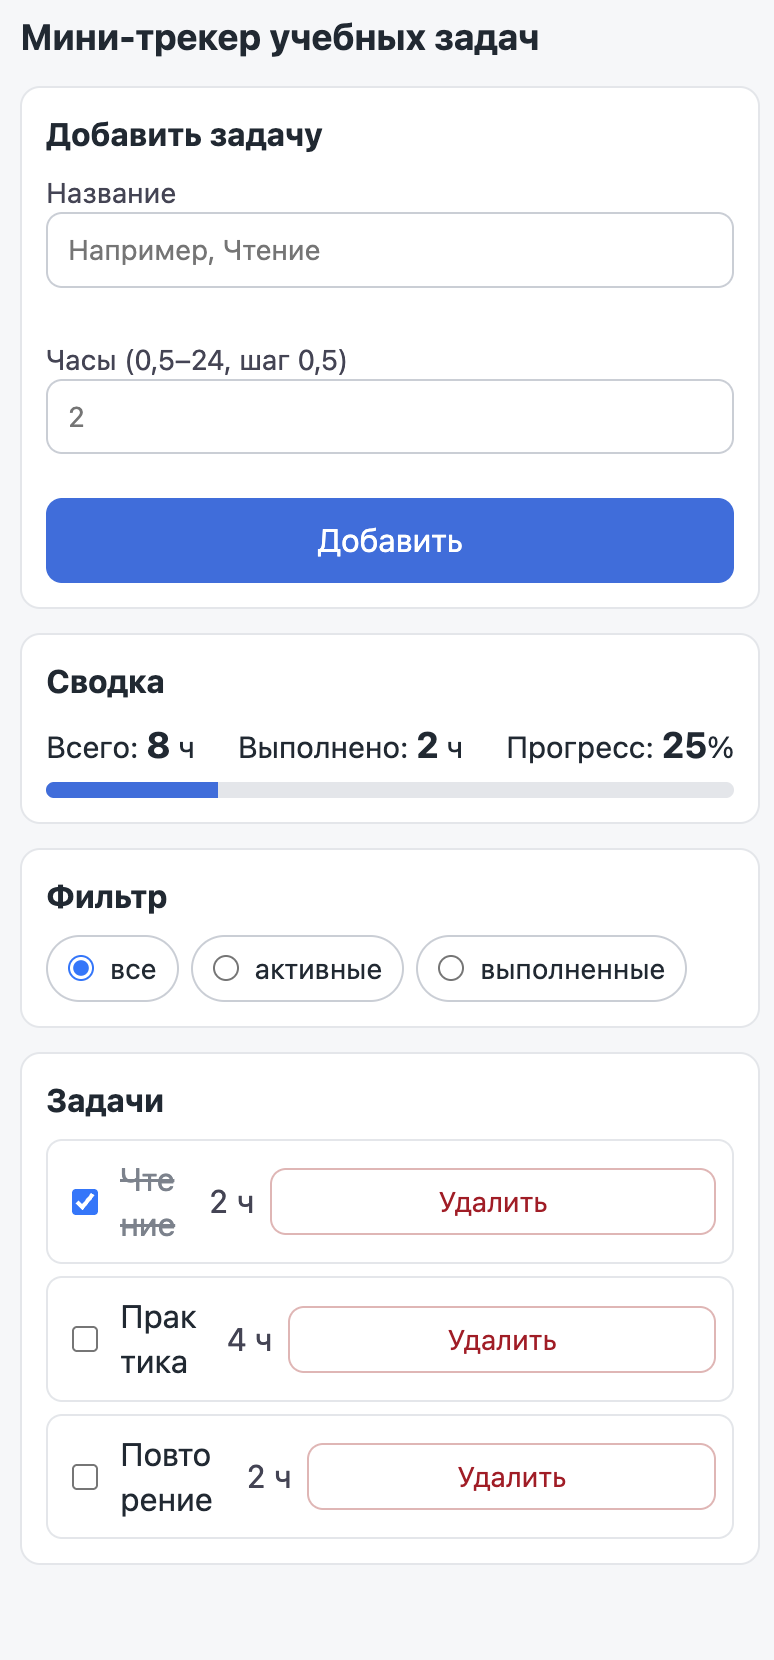 Мини-трекер учебных задач
Добавить задачу
Название
Например, Чтение
Часы (0,5–24, шаг 0,5)
2
Добавить
Сводка
Всего: 8 ч Выполнено: 2 ч Прогресс: 25%
Фильтр
все активные выполненные
Задачи
Чте
ние
2 ч
Удалить
Прак
тика
4 ч
Удалить
Повто
рение
2 ч
Удалить